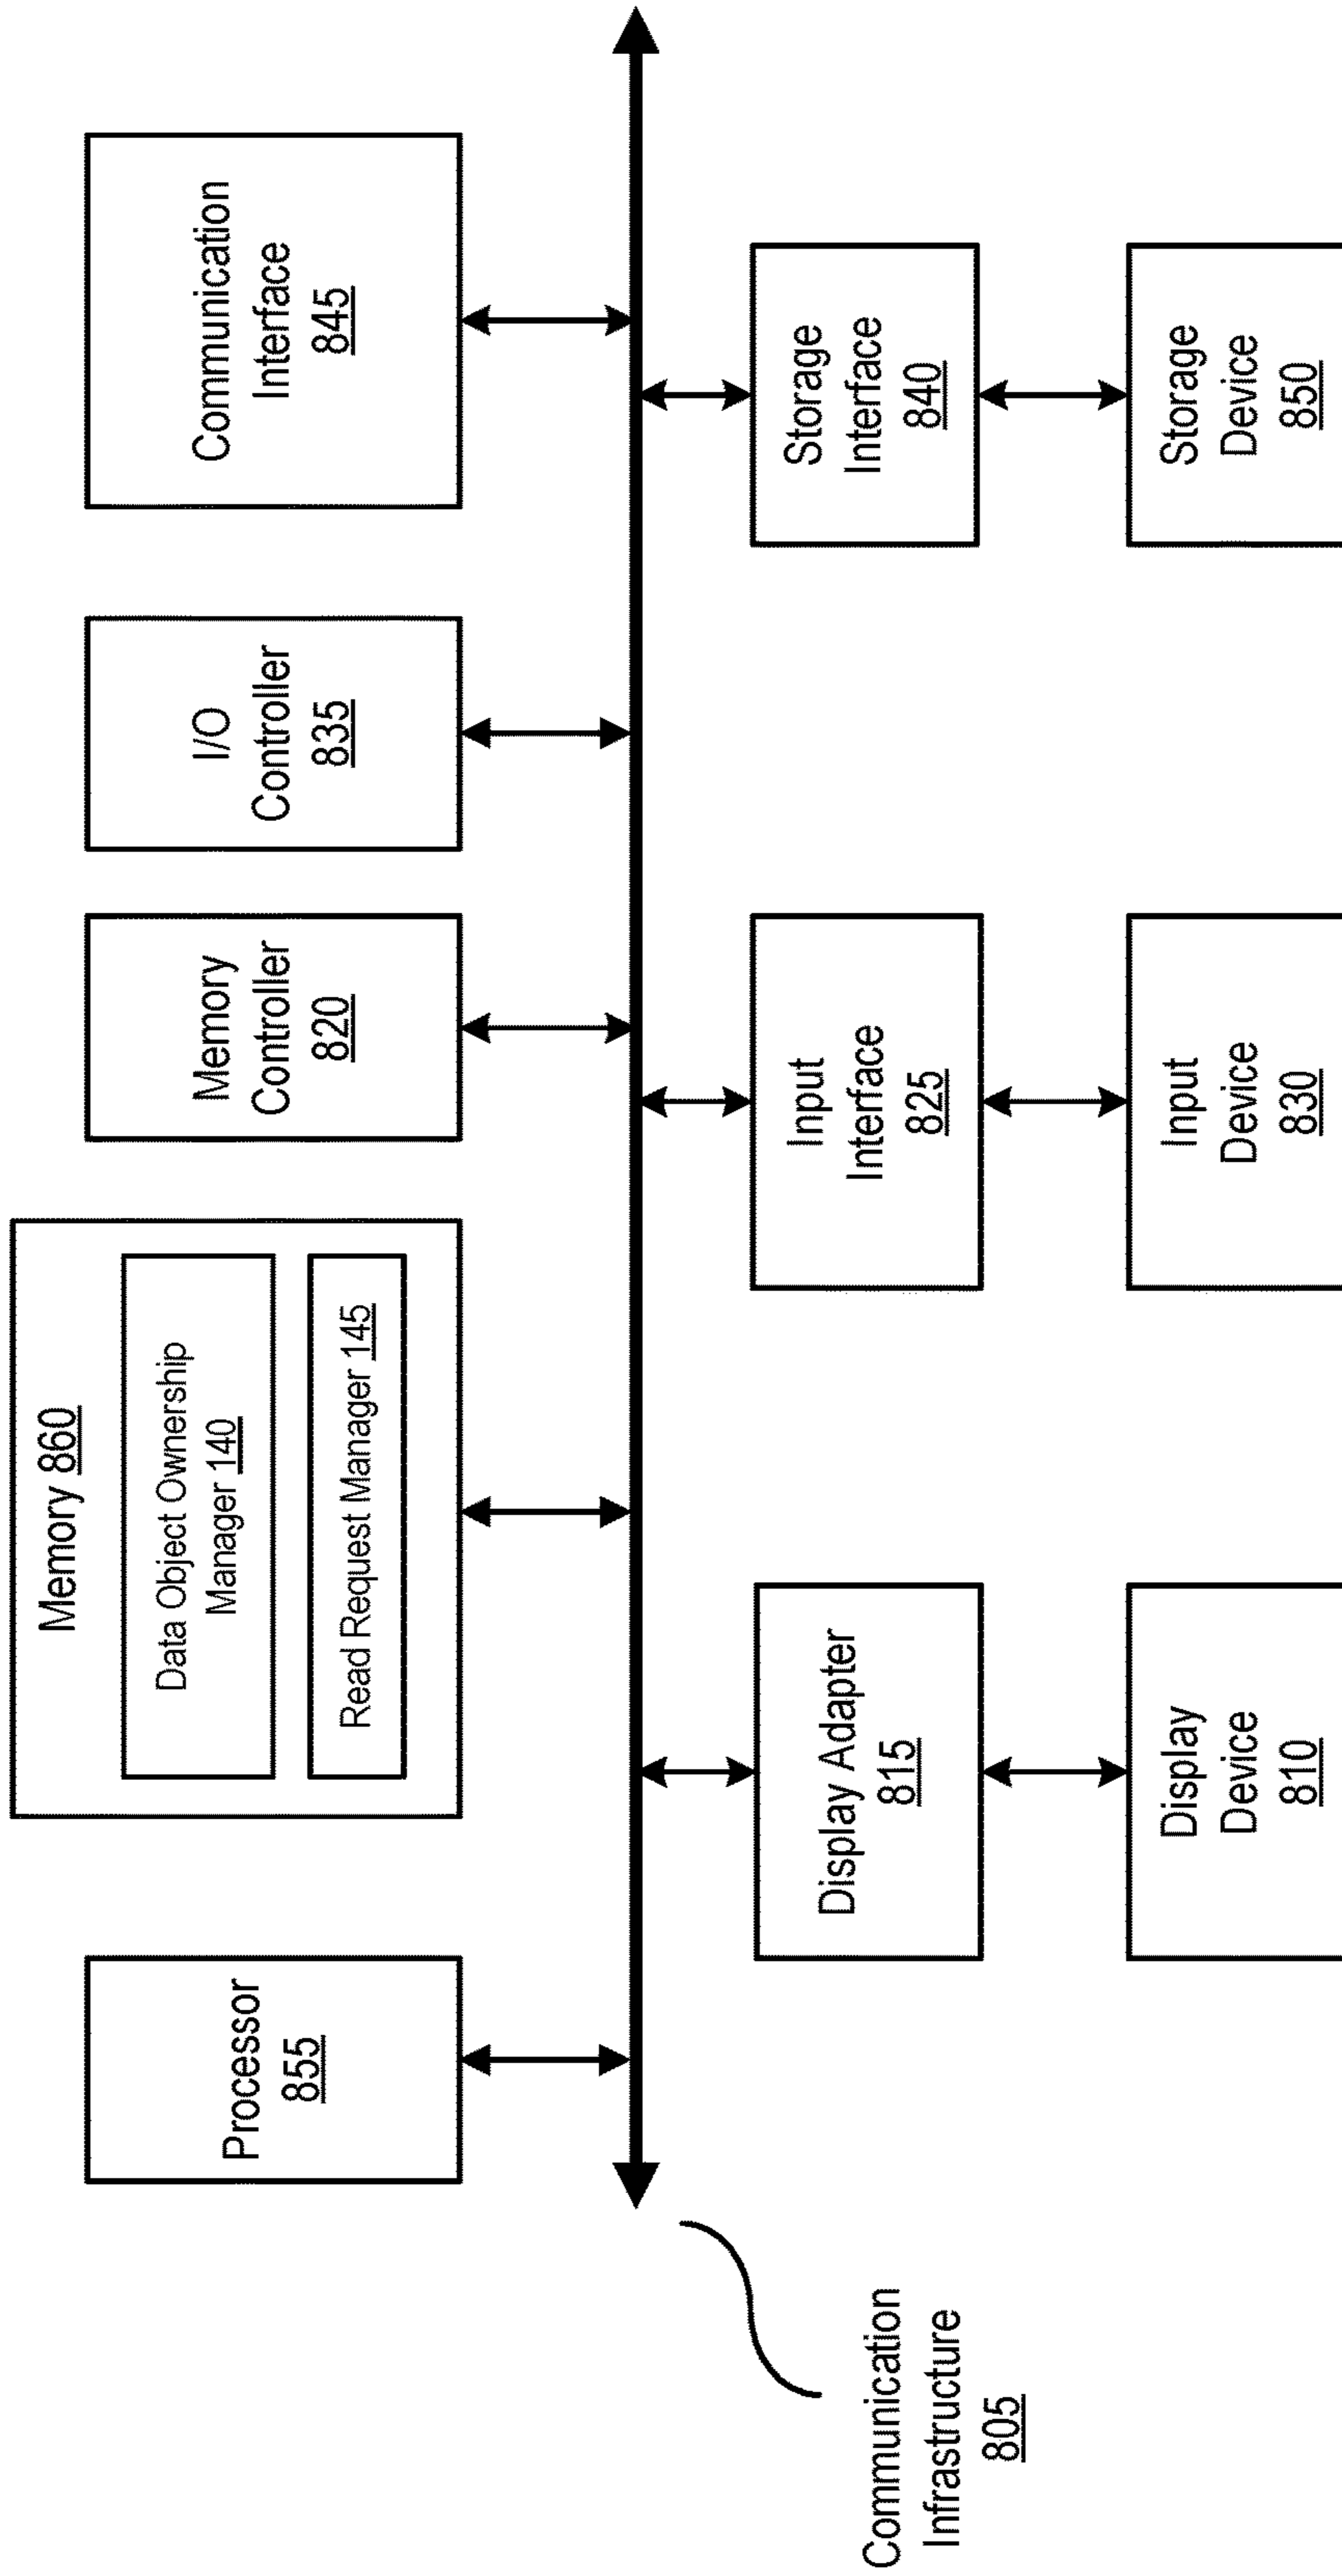 Processor
855
Memory 860
Data Object Ownership
Manager 140
Read Request Manager 145
Memory
Controller
820
I/O
Controller
835
Communication
Interface
845
Communication
Infrastructure
805
Display Adapter
815
Input
Interface
825
Storage
Interface
840
Display
Device
810
Input
Device
830
Storage
Device
850